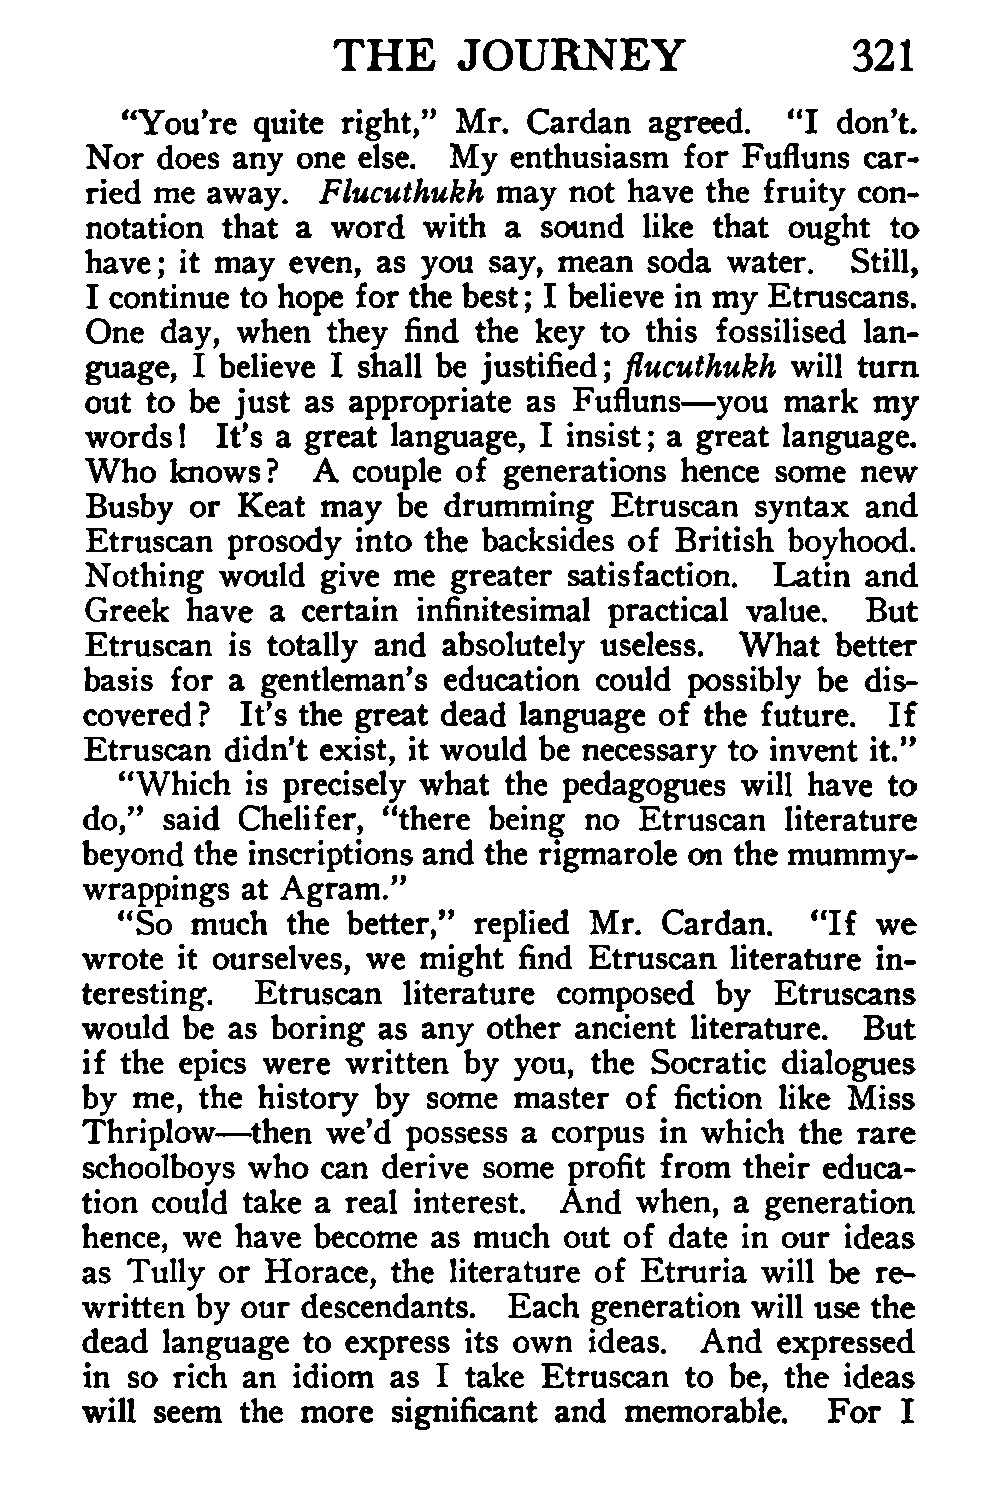 THE JOURNEY 321
“You're quite right,” Mr. Cardan agreed. “I don't.
Nor does any one else. My enthusiasm for Fufluns car-
ried me away. Flucuthukh may not have the fruity con-
notation that a word with a sound like that ought to
have; it may even, as you say, mean soda water. Still,
I continue to hope for the best; I believe in my Etruscans.
One day, when they find the key to this fossilised lan-
guage, I believe I shall be justified; flucuthukh will turn
out to be just as appropriate as Fufluns—you mark my
words! It's a great language, I insist; a great language.
Who knows? A couple of generations hence some new
Busby or Keat may be drumming Etruscan syntax and
Etruscan prosody into the backsides of British boyhood.
Nothing would give me greater satisfaction. Latin and
Greek have a certain infinitesimal practical value. But
Etruscan is totally and absolutely useless. What better
basis for a gentleman's education could possibly be dis-
covered? It's the great dead language of the future. If
Etruscan didn't exist, it would be necessary to invent it.”
“Which is precisely what the pedagogues will have to
do,” said Chelifer, “there being no Etruscan literature
beyond the inscriptions and the rigmarole on the mummy-
wrappings at Agram.”
“So much the better,” replied Mr. Cardan. “If we
wrote it ourselves, we might find Etruscan literature in-
teresting. Etruscan literature composed by Etruscans
would be as boring as any other ancient literature. But
if the epics were written by you, the Socratic dialogues
by me, the history by some master of fiction like Miss
Thriplow—then we'd possess a corpus in which the rare
schoolboys who can derive some profit from their educa-
tion could take a real interest. And when, a generation
hence, we have become as much out of date in our ideas
as Tully or Horace, the literature of Etruria will be re-
written by our descendants. Each generation will use the
dead language to express its own ideas. And expressed
in so rich an idiom as I take Etruscan to be, the ideas
will seem the more significant and memorable. For I